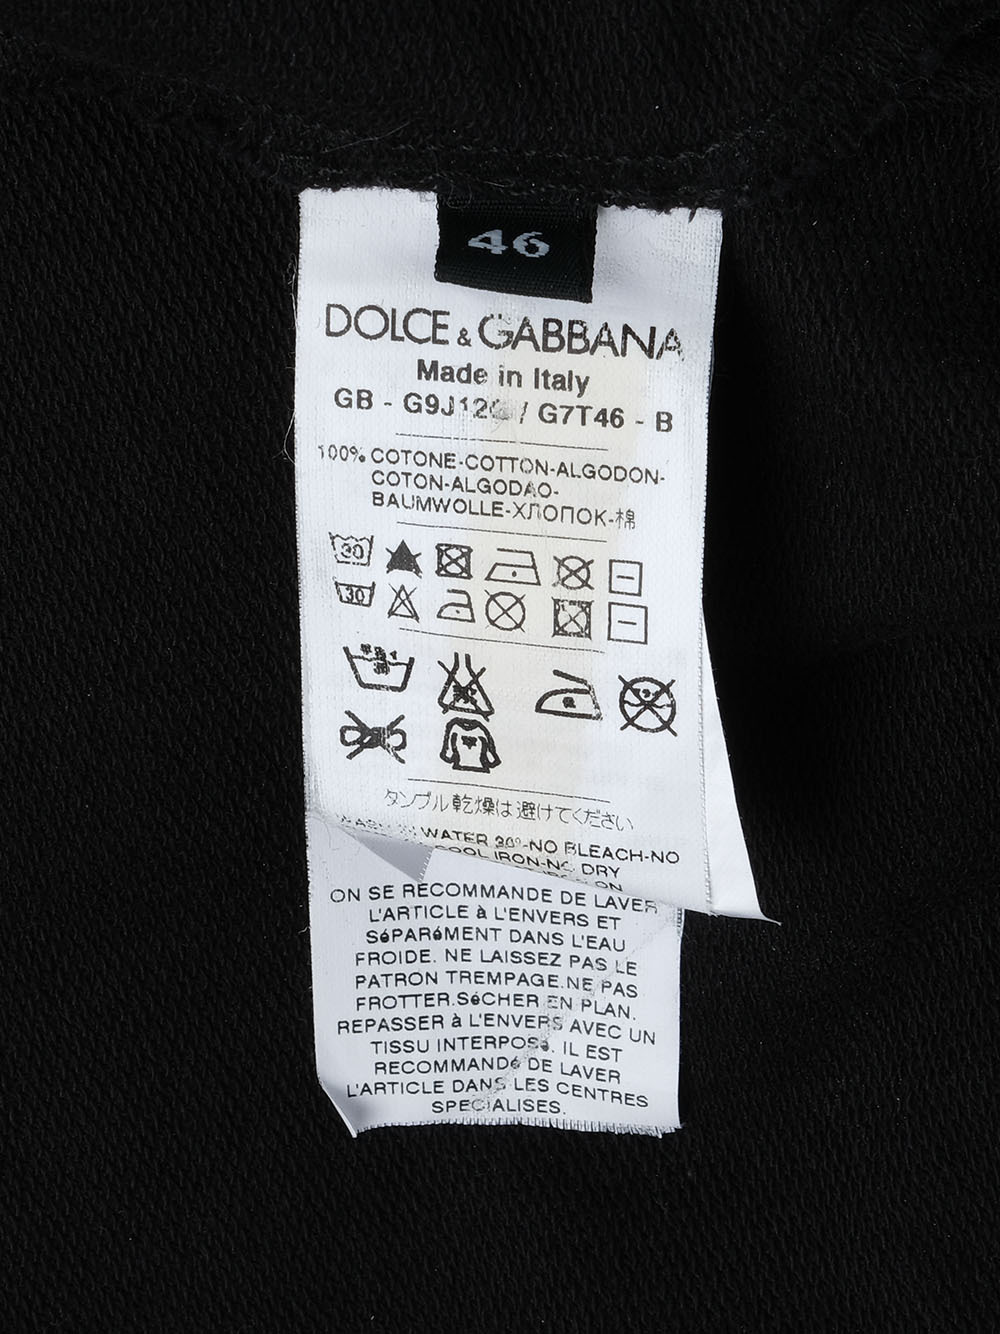 46
DOLCE & GABBANA
Made in Italy
GB - / G7T46 - B
100% COTONE-COTTON-ALGODON-
COTON-ALGODAO-
BAUMWOLLE-ХЛОПОК-棉
30
30
タンブル乾燥は避けてください
WATER 30°-NO BLEACH-NO
COOL IRON-NO DRY
ON
ON SE RECOMMANDE DE LAVER
L'ARTICLE à L'ENVERS ET
SéPARéMENT DANS L'EAU
FROIDE. NE LAISSEZ PAS LE
PATRON TREMPAGE.NE PAS
FROTTER.SéCHER EN PLAN.
REPASSER à L'ENVERS AVEC UN
TISSU INTERPOSé. IL EST
RECOMMANDé DE LAVER
L'ARTICLE DANS LES CENTRES
SPECIALISES.